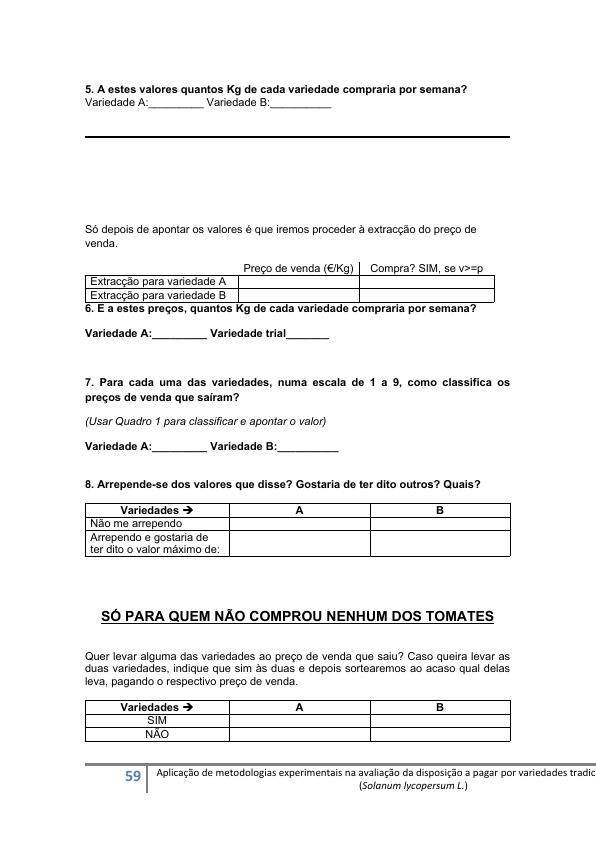 5. A estes valores quantos Kg de cada variedade compraria por semana?
Variedade A:_________ Variedade B:__________
Só depois de apontar os valores é que iremos proceder à extracção do preço de
venda.
Preço de venda (€/Kg) Compra? SIM, se v>=p
Extracção para variedade A
Extracção para variedade B
6. E a estes preços, quantos Kg de cada variedade compraria por semana?
Variedade A:_________ Variedade trial_______
7. Para cada uma das variedades, numa escala de 1 a 9, como classifica os
preços de venda que saíram?
(Usar Quadro 1 para classificar e apontar o valor)
Variedade A:_________ Variedade B:__________
8. Arrepende-se dos valores que disse? Gostaria de ter dito outros? Quais?
Variedades → A B
Não me arrependo
Arrependo e gostaria de
ter dito o valor máximo de:
SÓ PARA QUEM NÃO COMPROU NENHUM DOS TOMATES
Quer levar alguma das variedades ao preço de venda que saiu? Caso queira levar as
duas variedades, indique que sim às duas e depois sortearemos ao acaso qual delas
leva, pagando o respectivo preço de venda.
Variedades → A B
SIM
NÃO
59 Aplicação de metodologias experimentais na avaliação da disposição a pagar por variedades tradic
(Solanum lycopersum L.)